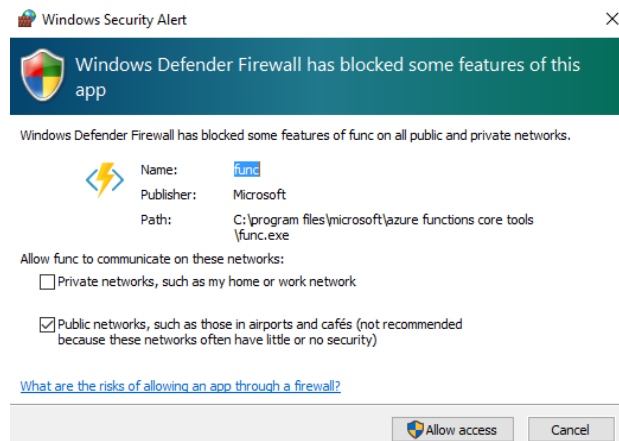 Windows Security Alert
Windows Defender Firewall has blocked some features of this
app
Windows Defender Firewall has blocked some features of func on all public and private networks.
Name: func
Publisher: Microsoft
Path: C:\program files\microsoft\azure functions core tools
\func.exe
Allow func to communicate on these networks:
Private networks, such as my home or work network
Public networks, such as those in airports and cafés (not recommended
because these networks often have little or no security)
What are the risks of allowing an app through a firewall?
Allow access Cancel